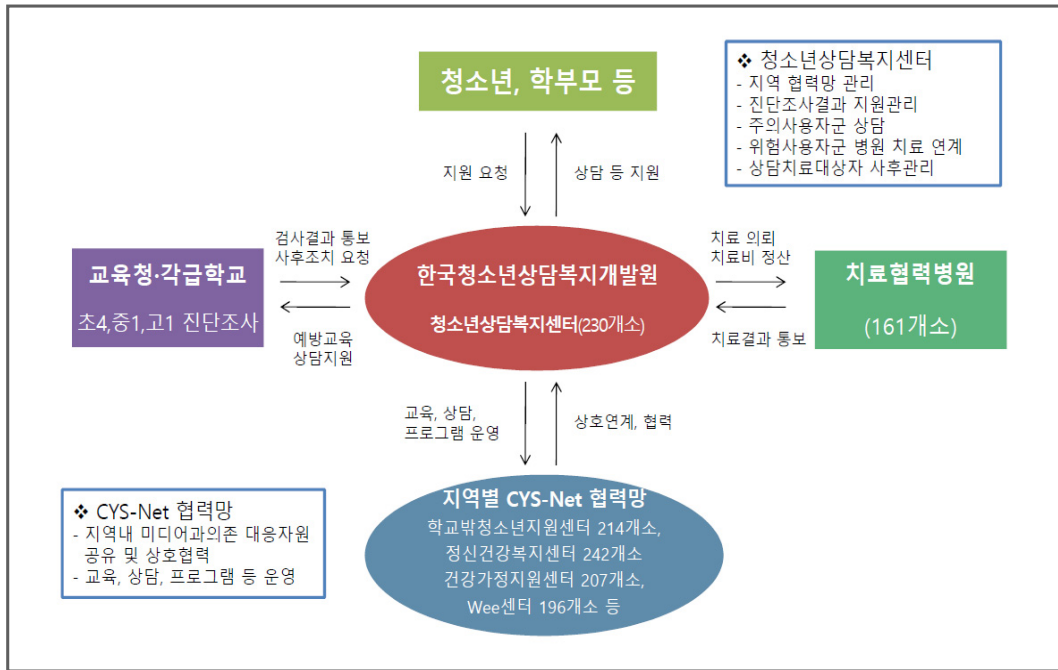 청소년, 학부모 등
❖ 청소년상담복지센터
- 지역 협력망 관리
- 진단조사결과 지원관리
- 주의사용자군 상담
- 위험사용자군 병원 치료 연계
- 상담치료대상자 사후관리
지원 요청
상담 등 지원
교육청·각급학교
초4,중1,고1 진단조사
검사결과 통보
사후조치 요청
예방교육
상담지원
한국청소년상담복지개발원
청소년상담복지센터(230개소)
치료 의뢰
치료비 정산
치료결과 통보
치료협력병원
(161개소)
교육, 상담,
프로그램 운영
상호연계, 협력
❖ CYS-Net 협력망
- 지역내 미디어과의존 대응자원
공유 및 상호협력
- 교육, 상담, 프로그램 등 운영
지역별 CYS-Net 협력망
학교밖청소년지원센터 214개소,
정신건강복지센터 242개소
건강가정지원센터 207개소,
Wee센터 196개소 등